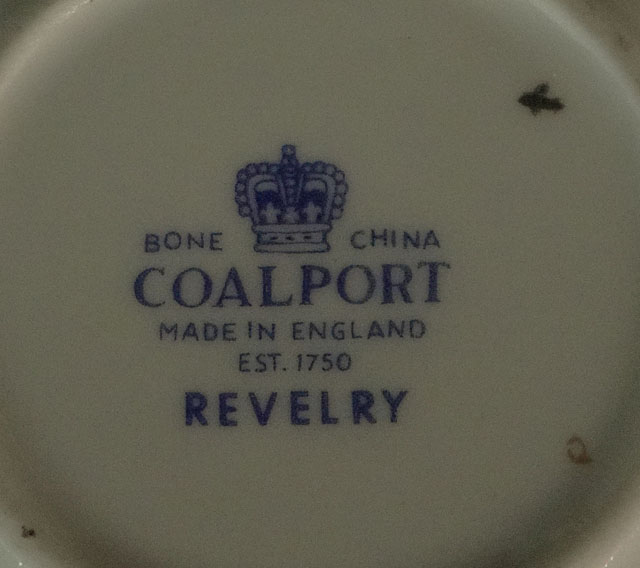 BONE CHINA
COALPORT
MADE IN ENGLAND
EST. 1750
REVELRY